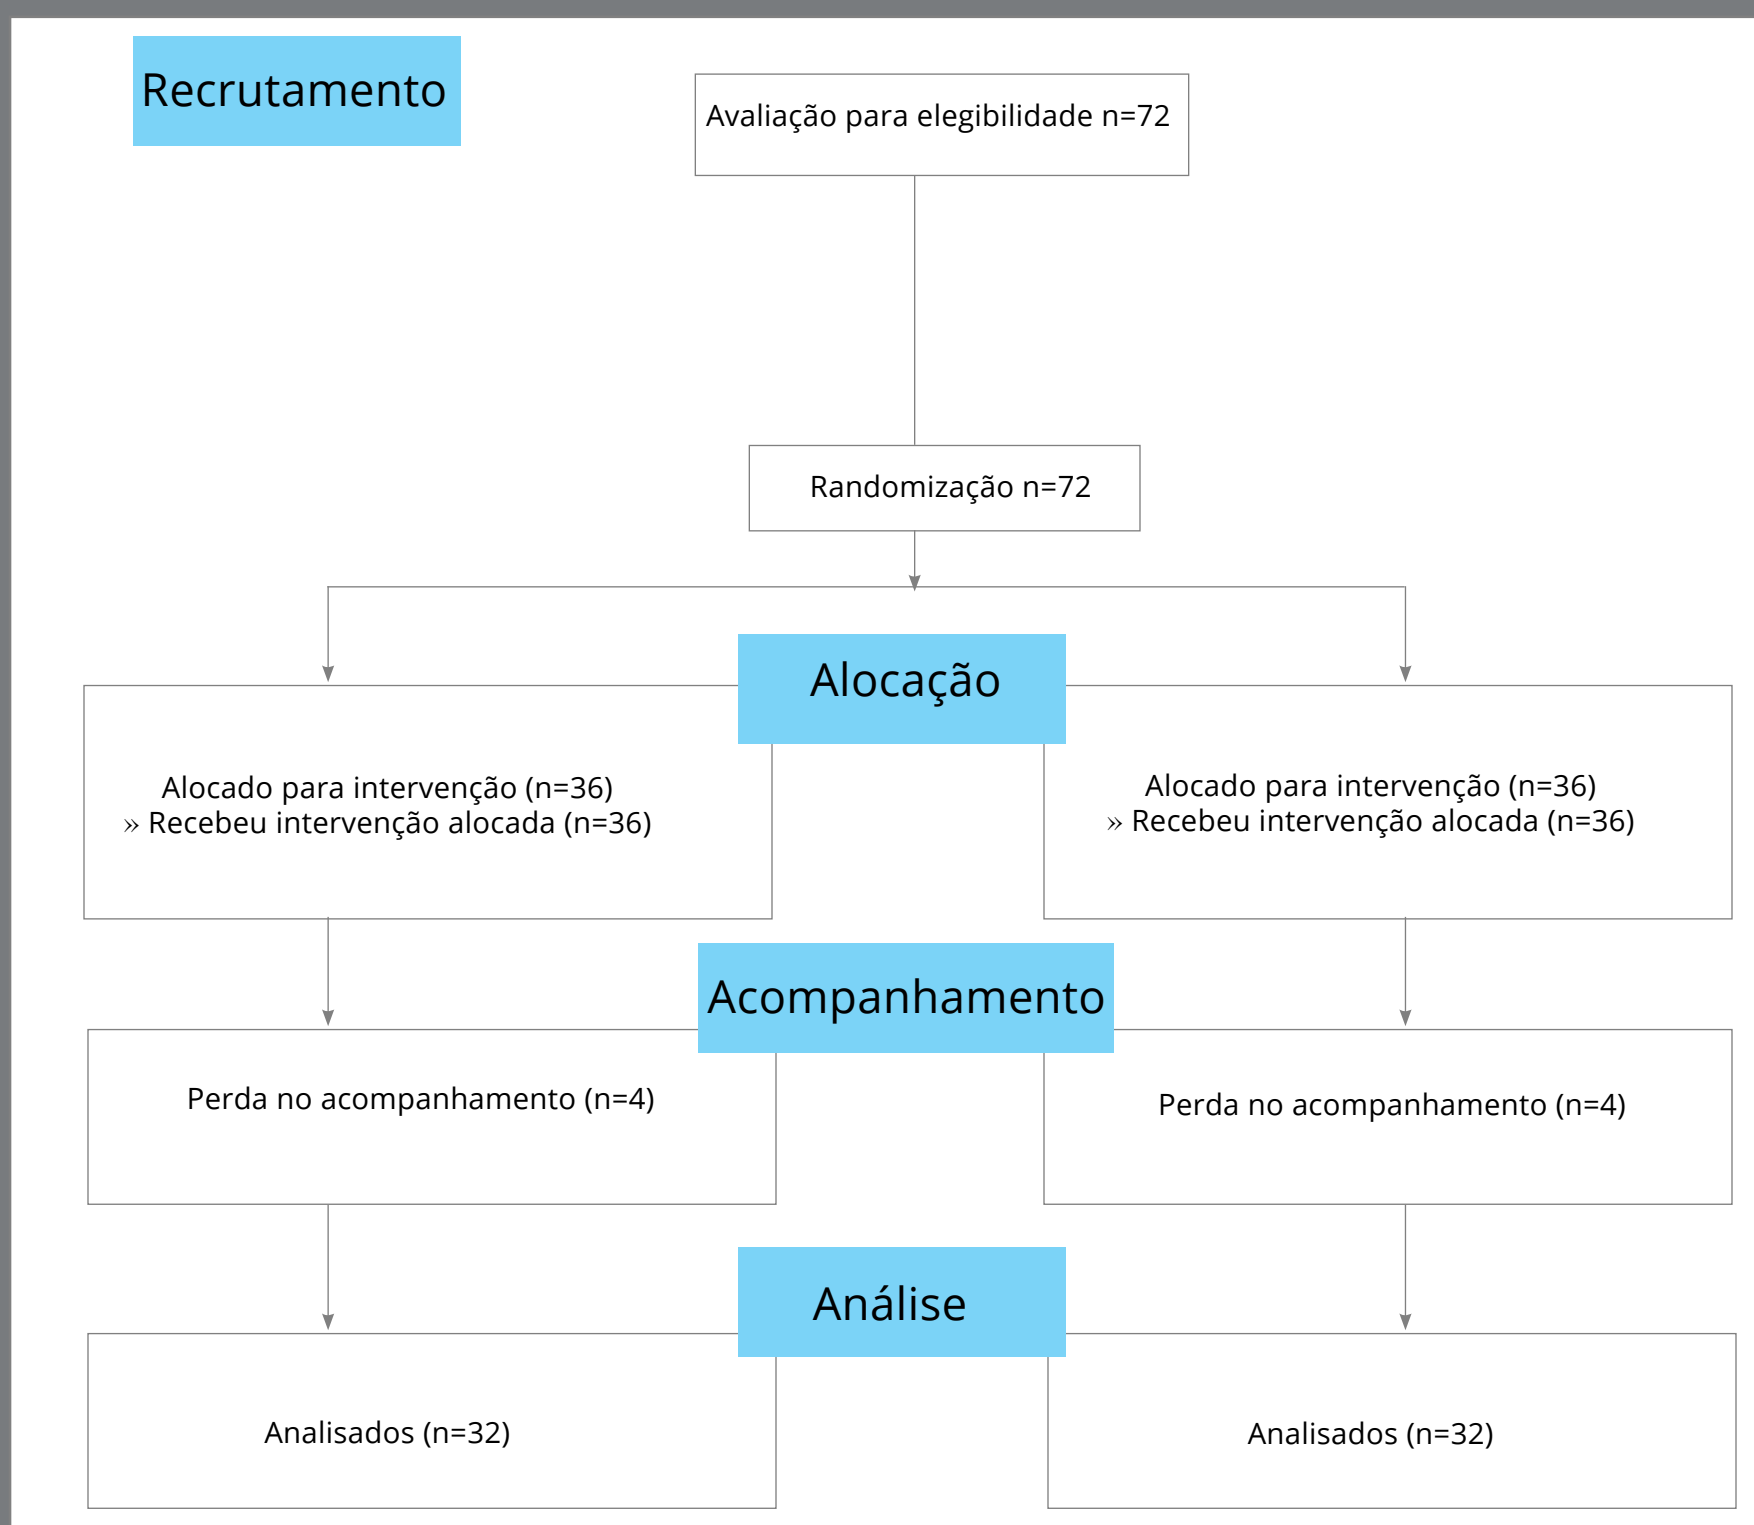 Recrutamento
Avaliação para elegibilidade n=72
Randomização n=72
Alocação
Alocado para intervenção (n=36)
» Recebeu intervenção alocada (n=36)
Alocado para intervenção (n=36)
» Recebeu intervenção alocada (n=36)
Acompanhamento
Perda no acompanhamento (n=4)
Perda no acompanhamento (n=4)
Análise
Analisados (n=32)
Analisados (n=32)